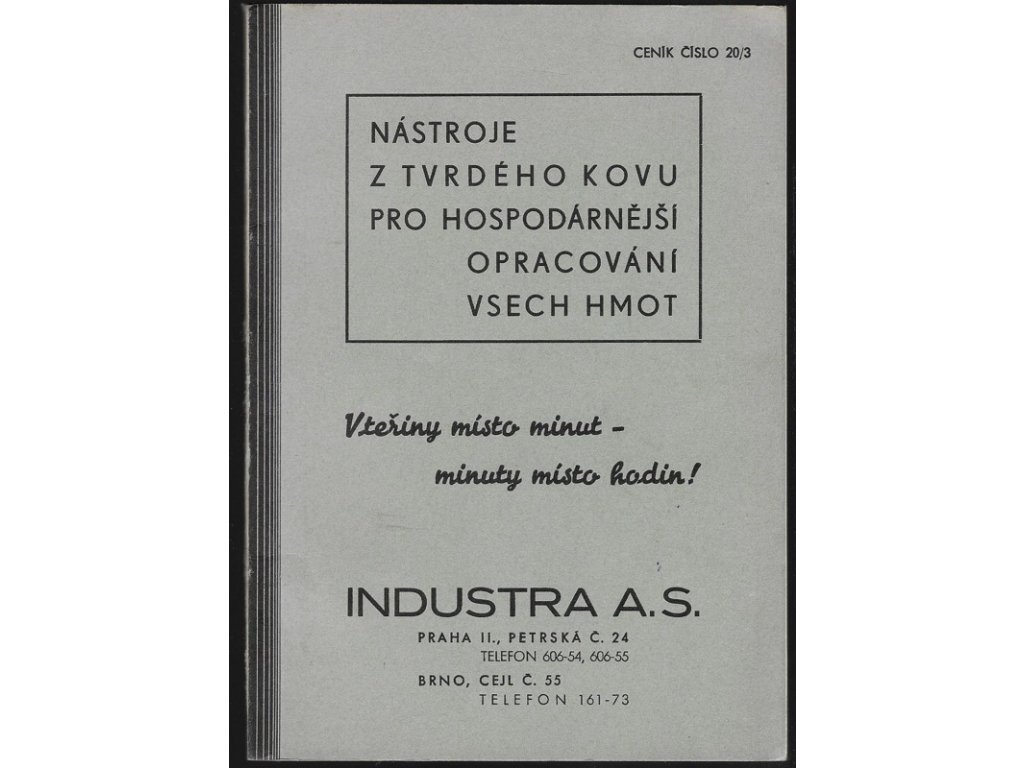 CENÍK ČÍSLO 20/3
NÁSTROJE
Z TVRDÉHO KOVU
PRO HOSPODÁRNĚJŠÍ
OPRACOVÁNÍ
VSECH HMOT
Vteřiny místo minut –
minuty místo hodin!
INDUSTRA A.S.
PRAHA II., PETRSKÁ Č. 24
TELEFON 606-54, 606-55
BRNO, CEJL Č. 55
TELEFON 161-73